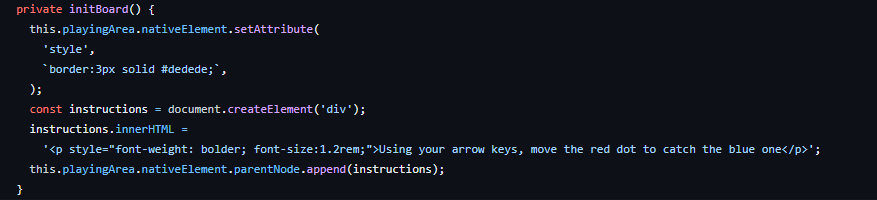 private initBoard() {
this.playingArea.nativeElement.setAttribute(
'style',
`border:3px solid #dedede;`,
);
const instructions = document.createElement('div');
instructions.innerHTML =
'<p style="font-weight: bolder; font-size:1.2rem;">Using your arrow keys, move the red dot to catch the blue one</p>';
this.playingArea.nativeElement.parentNode.append(instructions);
}